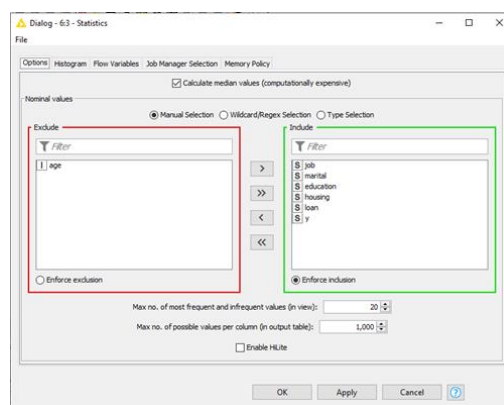 Dialog - 6:3 - Statistics
File
Options Histogram Flow Variables Job Manager Selection Memory Policy
Calculate median values (computationally expensive)
Nominal values
Manual Selection Wildcard/Regex Selection Type Selection
Exclude Include
Filter Filter
I age S job
S marital
S education
> S housing
>> S loan
< S y
<<
Enforce exclusion Enforce inclusion
Max no. of most frequent and infrequent values (in view): 20
Max no. of possible values per column (in output table): 1,000
Enable HiLite
OK Apply Cancel ?